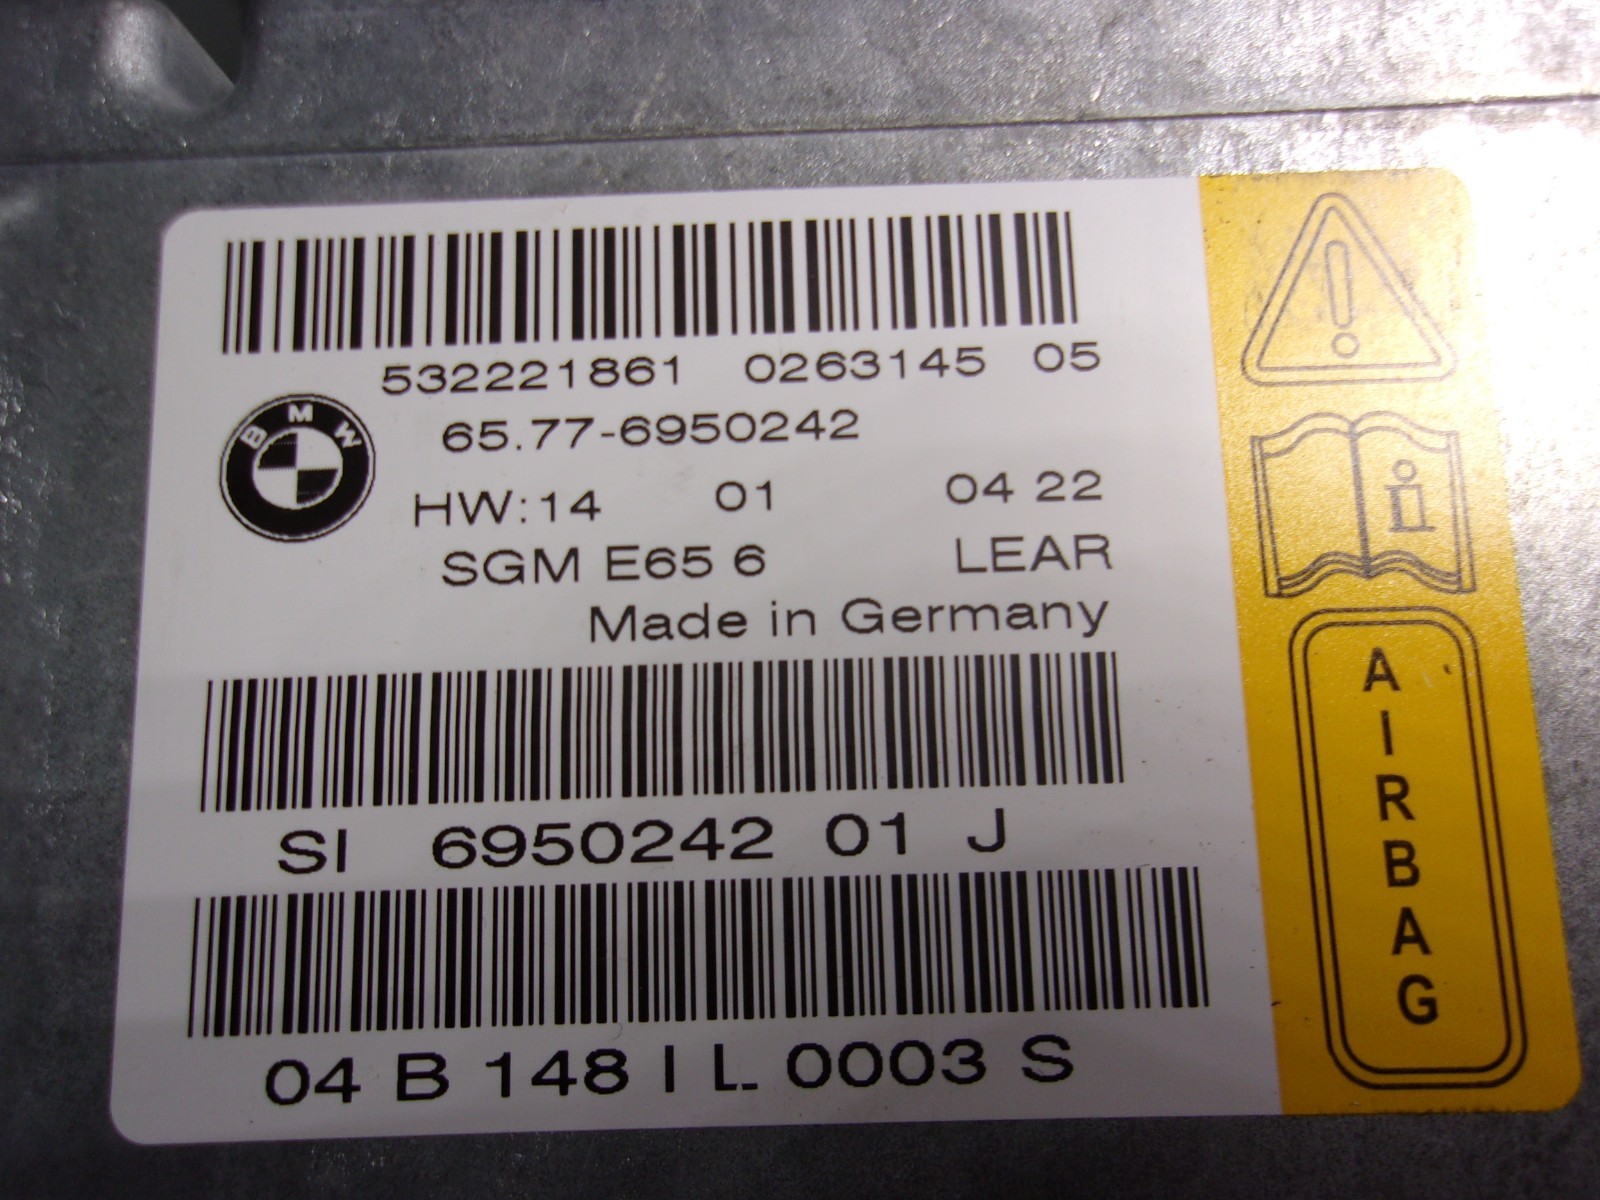 532221861 0263145 05
BMW
65.77-6950242
HW:14 01 04 22
SGM E65 6 LEAR
Made in Germany
SI 6950242 01 J
04 B 148 I L 0003 S
!
i
AIRBAG